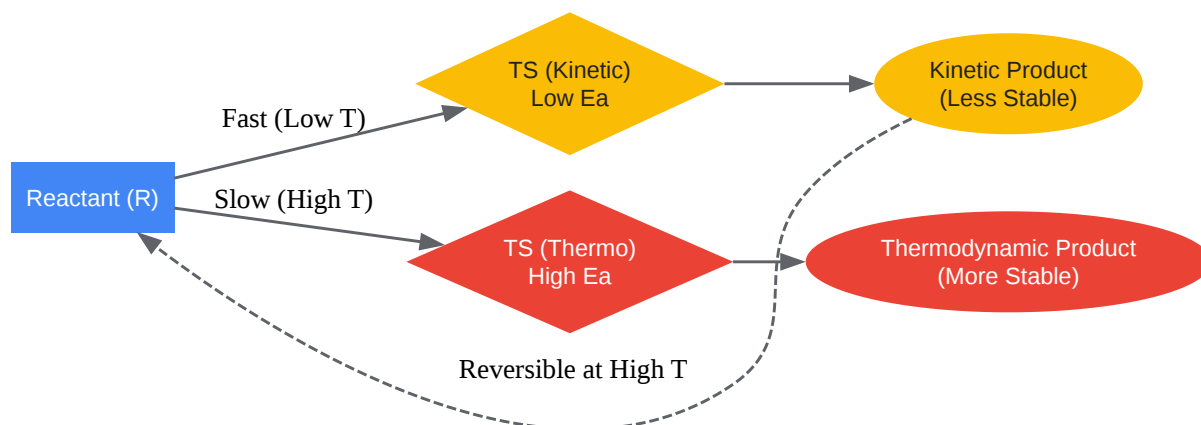 TS (Kinetic)
Low Ea
Kinetic Product
(Less Stable)
Fast (Low T)
Reactant (R)
Slow (High T)
TS (Thermo)
High Ea
Thermodynamic Product
(More Stable)
Reversible at High T